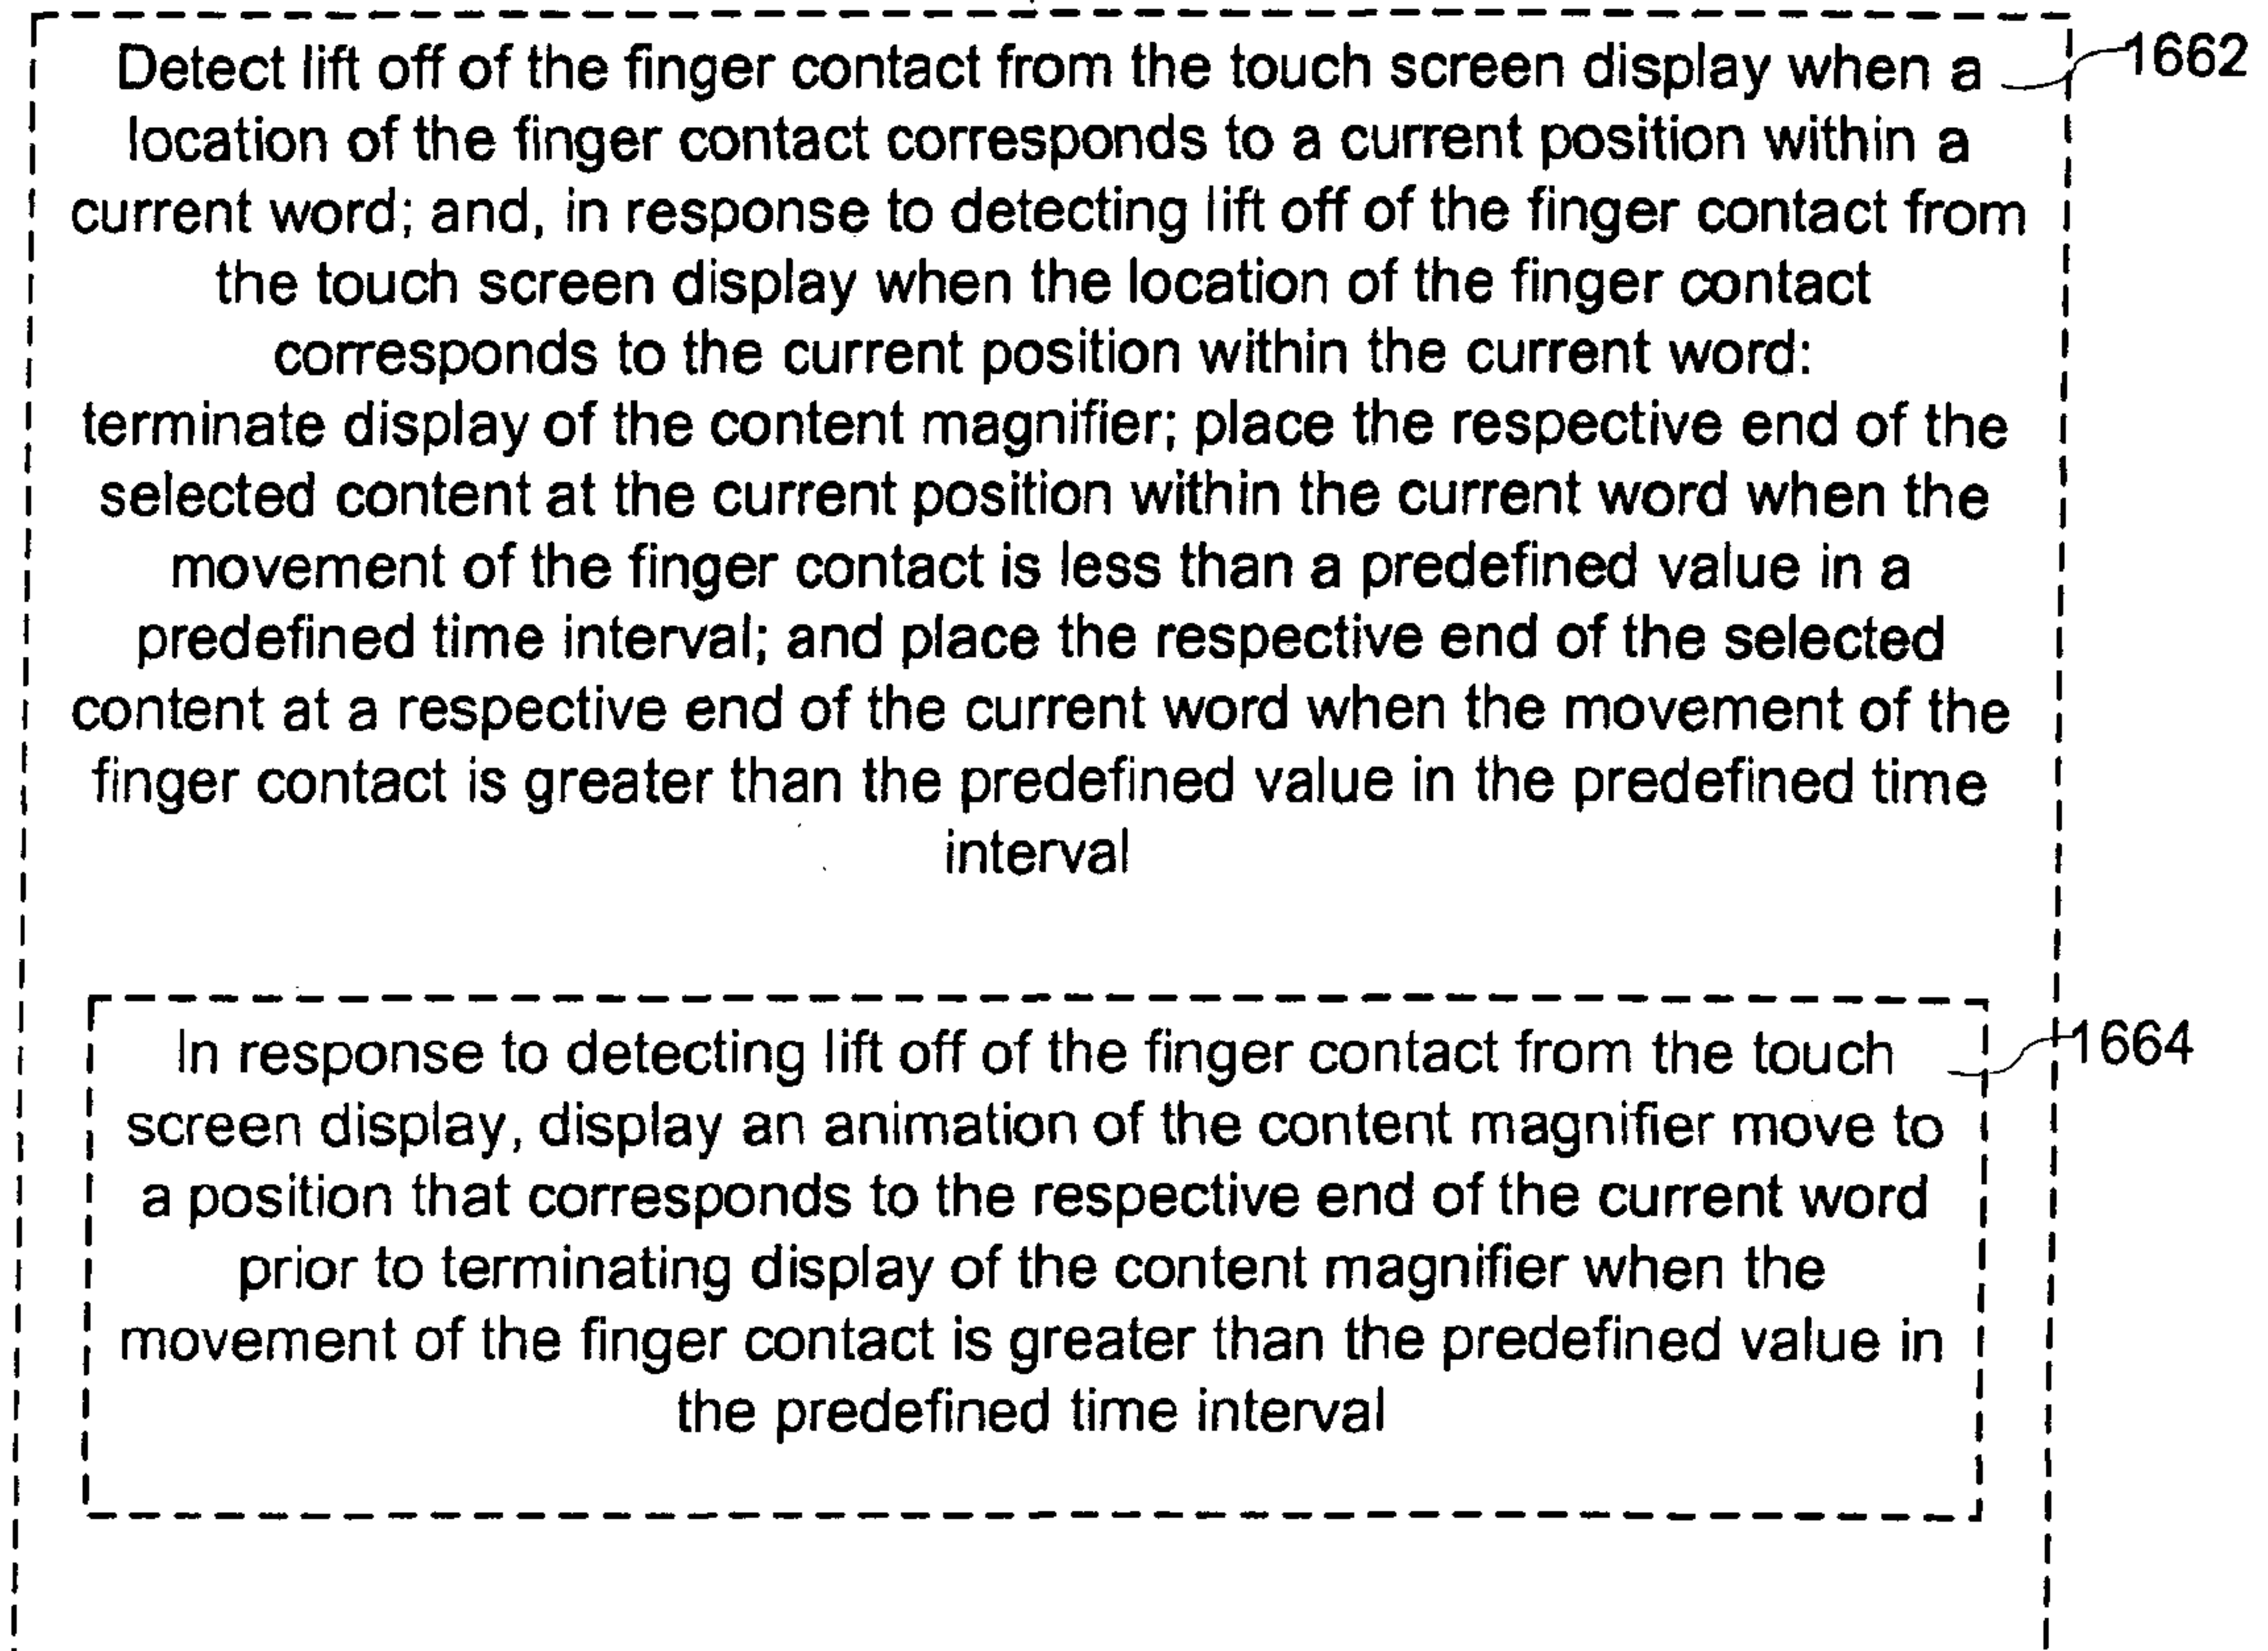 Detect lift off of the finger contact from the touch screen display when a
1662
location of the finger contact corresponds to a current position within a
current word; and, in response to detecting lift off of the finger contact from
the touch screen display when the location of the finger contact
corresponds to the current position within the current word:
terminate display of the content magnifier; place the respective end of the
selected content at the current position within the current word when the
movement of the finger contact is less than a predefined value in a
predefined time interval; and place the respective end of the selected
content at a respective end of the current word when the movement of the
finger contact is greater than the predefined value in the predefined time
interval
In response to detecting lift off of the finger contact from the touch
1664
screen display, display an animation of the content magnifier move to
a position that corresponds to the respective end of the current word
prior to terminating display of the content magnifier when the
movement of the finger contact is greater than the predefined value in
the predefined time interval